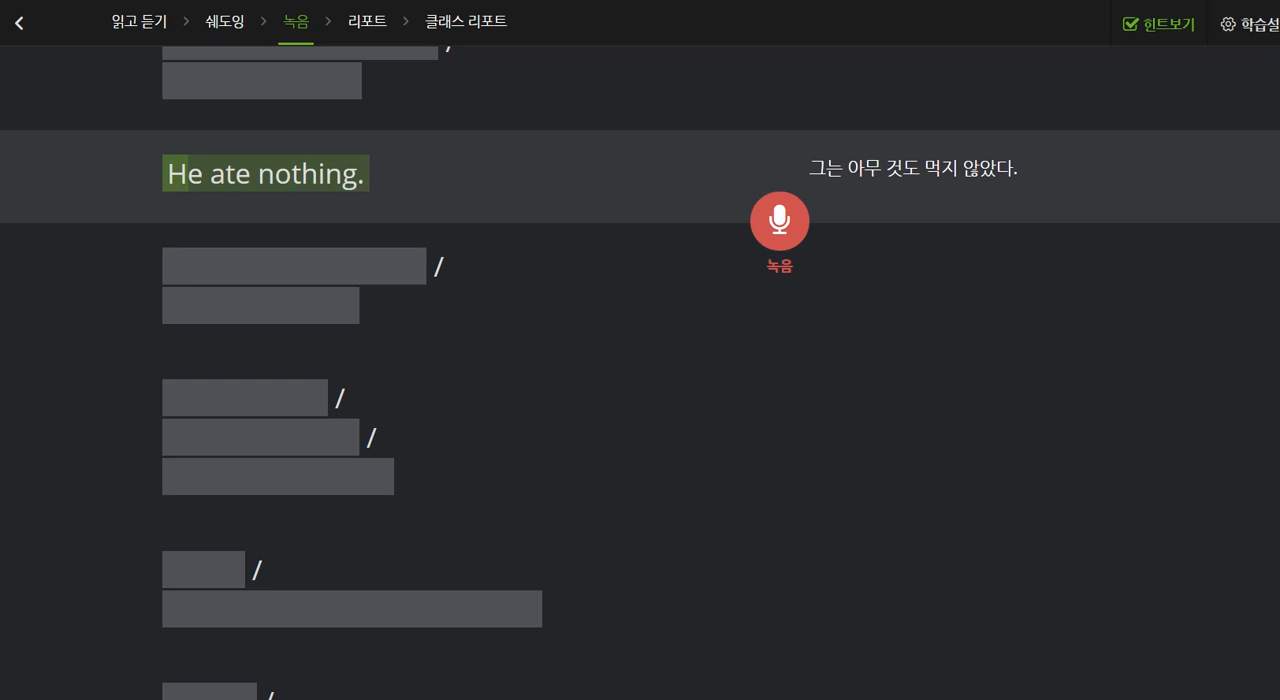 읽고 듣기 > 쉐도잉 > 녹음 > 리포트 > 클래스 리포트
힌트보기
학습설
/
He ate nothing.
그는 아무 것도 먹지 않았다.
녹음
/
/
/
/
/